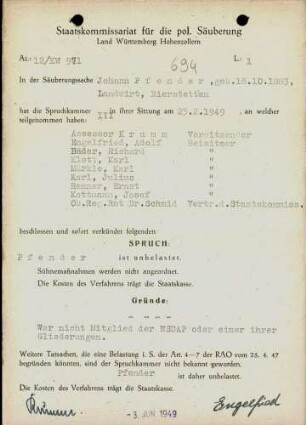 Staatskommissariat für die pol. Säuberung
Land Württemberg Hohenzollern
Az: 12/KW 971
694
L: 1
In der Säuberungssache Johann Pfender, geb. 18.10.1883,
Landwirt, Bierstetten
hat die Spruchkammer III in ihrer Sitzung am 23.2.1949, an welcher
teilgenommen haben:
Assessor Krumm Vorsitzender
Engelfried, Adolf Beisitzer
Bäder, Richard "
Klett, Karl "
Märkle, Karl "
Karl, Julius "
Renner, Ernst "
Kottmann, Josef "
Ob.Reg.Rat Dr. Schmid Vertr.d.Staatskommiss.
beschlossen und sofort verkündet folgenden
SPRUCH:
Pfender ist unbelastet.
Sühnemaßnahmen werden nicht angeordnet.
Die Kosten des Verfahrens trägt die Staatskasse.
Gründe:
- - - -
War nicht Mitglied der NSDAP oder einer ihrer
Gliederungen.
Weitere Tatsachen, die eine Belastung i. S. der Art. 4–7 der RAO vom 28. 4. 47
begründen könnten, sind der Spruchkammer nicht bekannt geworden.
Pfender ist daher unbelastet.
Die Kosten des Verfahrens trägt die Staatskasse.
Krumm
-3. JUN 1949
Engelfried